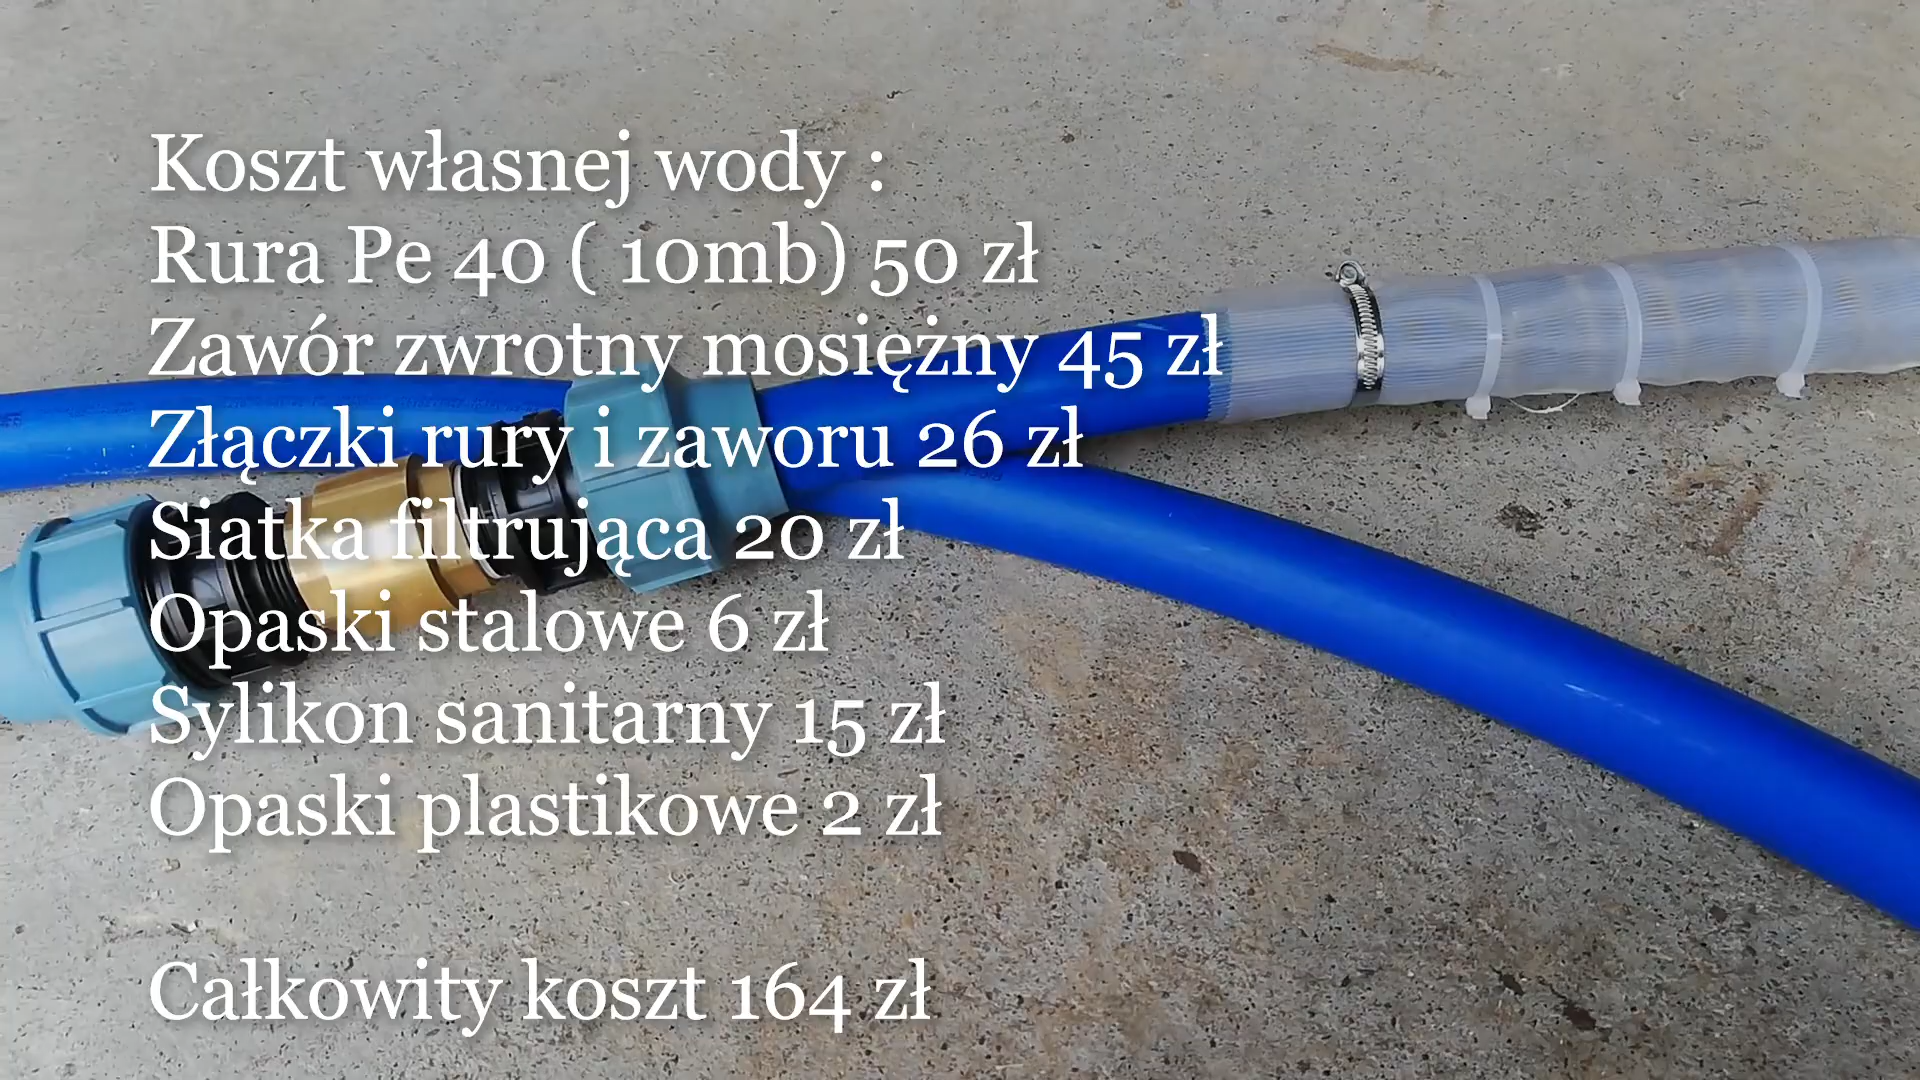 Koszt własnej wody :
Rura Pe 40 ( 10mb) 50 zł
Zawór zwrotny mosiężny 45 zł
Złączki rury i zaworu 26 zł
Siatka filtrująca 20 zł
Opaski stalowe 6 zł
Sylikon sanitarny 15 zł
Opaski plastikowe 2 zł
Całkowity koszt 164 zł